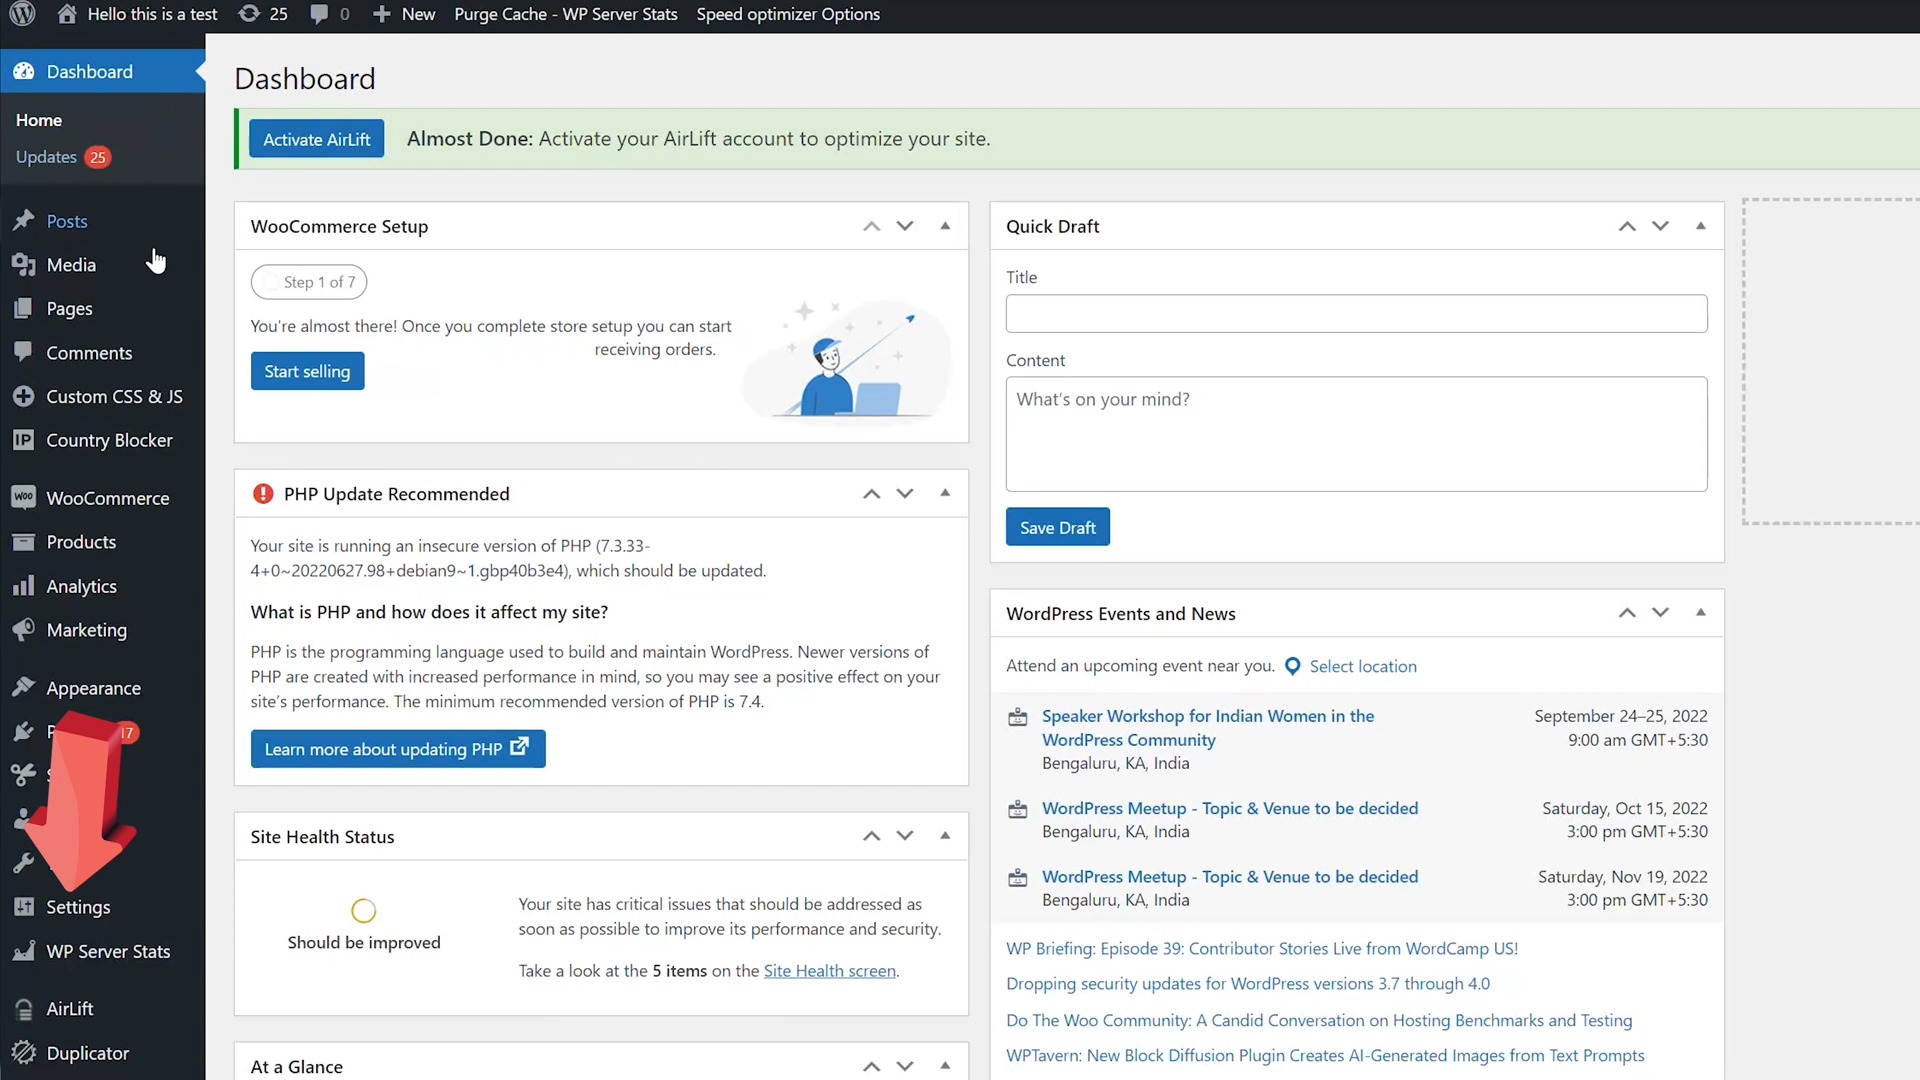 Hello this is a test 25 0 New Purge Cache - WP Server Stats Speed optimizer Options
Dashboard
Home
Updates 25
Posts
Media
Pages
Comments
Custom CSS & JS
IP Country Blocker
WOO WooCommerce
Products
Analytics
Marketing
Appearance
P 17
S
Settings
WP Server Stats
AirLift
Duplicator
Dashboard
Activate AirLift Almost Done: Activate your AirLift account to optimize your site.
WooCommerce Setup
Step 1 of 7
You're almost there! Once you complete store setup you can start
receiving orders.
Start selling
PHP Update Recommended
Your site is running an insecure version of PHP (7.3.33-
4+0~20220627.98+debian9~1.gbp40b3e4), which should be updated.
What is PHP and how does it affect my site?
PHP is the programming language used to build and maintain WordPress. Newer versions of
PHP are created with increased performance in mind, so you may see a positive effect on your
site's performance. The minimum recommended version of PHP is 7.4.
Learn more about updating PHP
Site Health Status
Should be improved
Your site has critical issues that should be addressed as
soon as possible to improve its performance and security.
Take a look at the 5 items on the Site Health screen.
At a Glance
Quick Draft
Title
Content
What's on your mind?
Save Draft
WordPress Events and News
Attend an upcoming event near you. Select location
Speaker Workshop for Indian Women in the September 24–25, 2022
WordPress Community 9:00 am GMT+5:30
Bengaluru, KA, India
WordPress Meetup - Topic & Venue to be decided Saturday, Oct 15, 2022
Bengaluru, KA, India 3:00 pm GMT+5:30
WordPress Meetup - Topic & Venue to be decided Saturday, Nov 19, 2022
Bengaluru, KA, India 3:00 pm GMT+5:30
WP Briefing: Episode 39: Contributor Stories Live from WordCamp US!
Dropping security updates for WordPress versions 3.7 through 4.0
Do The Woo Community: A Candid Conversation on Hosting Benchmarks and Testing
WPTavern: New Block Diffusion Plugin Creates AI-Generated Images from Text Prompts